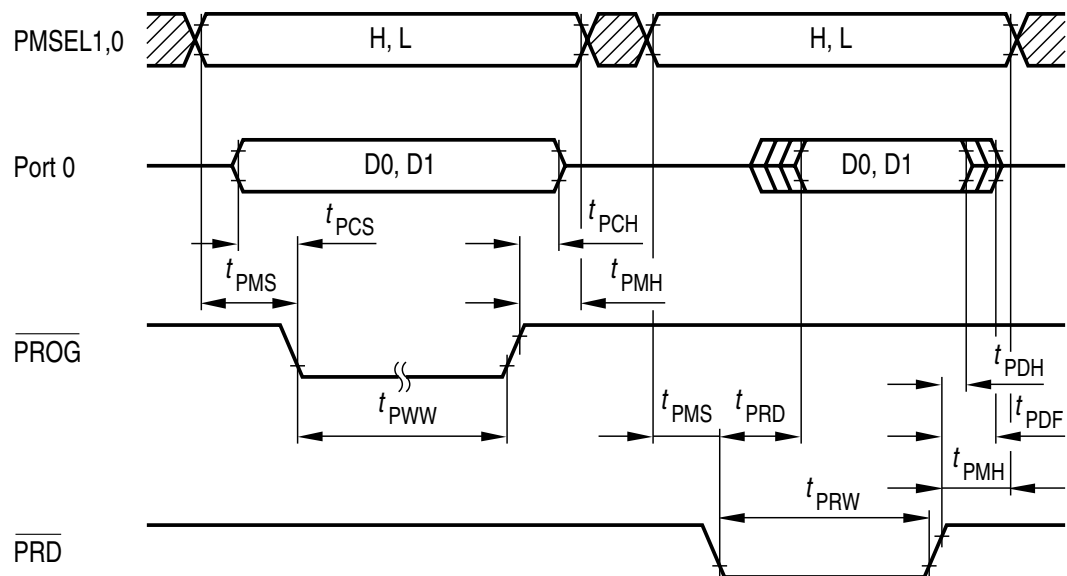 PMSEL1,0
H, L
H, L
Port 0
D0, D1
D0, D1
tPCS
tPCH
tPMS
tPMH
PROG
tPDH
tPWW
tPMS
tPRD
tPDF
tPMH
tPRW
PRD